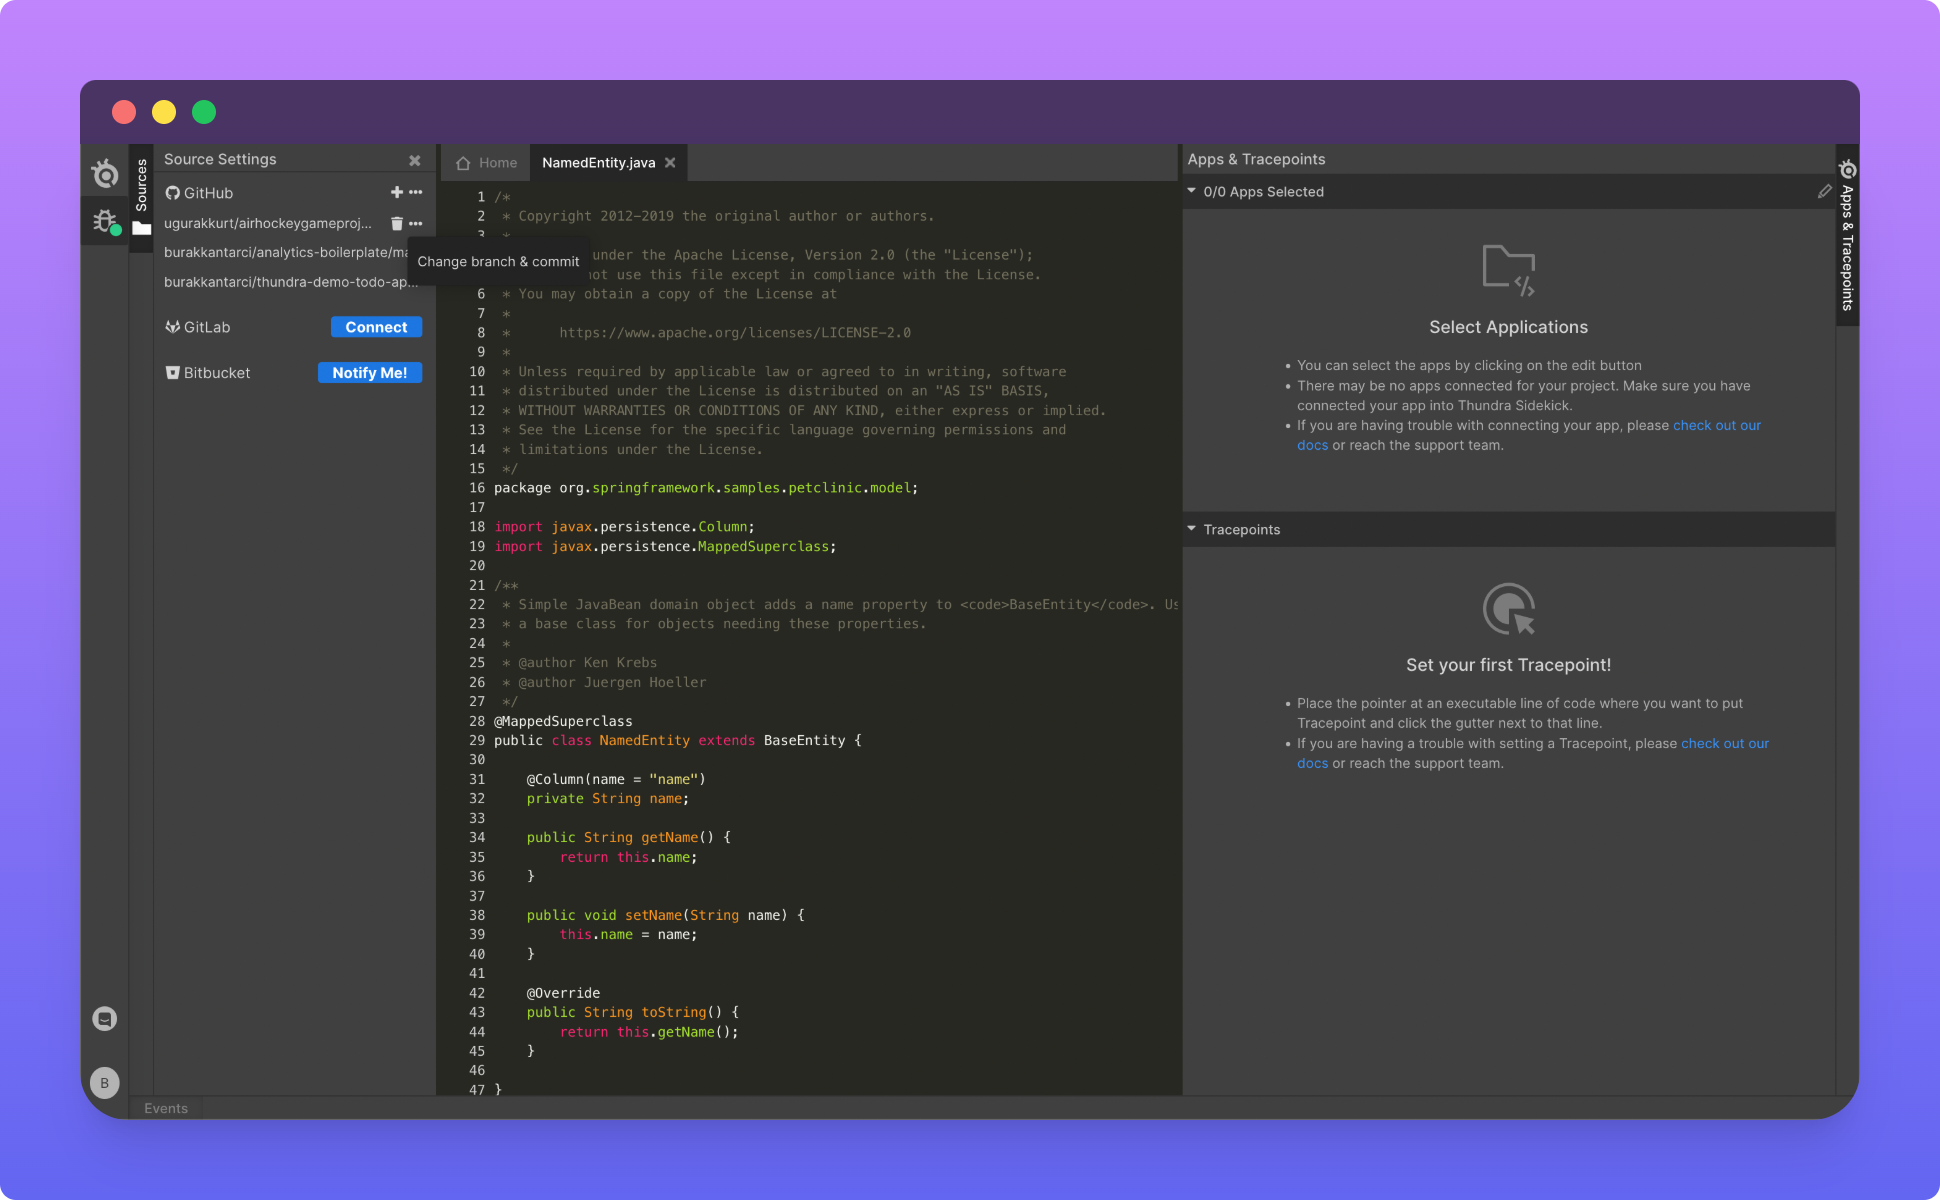 Sources
Source Settings
GitHub
ugurakkurt/airhockeygameproj...
burakkantarci/analytics-boilerplate/ma
burakkantarci/thundra-demo-todo-ap...
Change branch & commit
GitLab
Connect
Bitbucket
Notify Me!
B
Events
Home
NamedEntity.java
1 /*
2 * Copyright 2012-2019 the original author or authors.
3 *
under the Apache License, Version 2.0 (the "License");
not use this file except in compliance with the License.
6 * You may obtain a copy of the License at
7 *
8 * https://www.apache.org/licenses/LICENSE-2.0
9 *
10 * Unless required by applicable law or agreed to in writing, software
11 * distributed under the License is distributed on an "AS IS" BASIS,
12 * WITHOUT WARRANTIES OR CONDITIONS OF ANY KIND, either express or implied.
13 * See the License for the specific language governing permissions and
14 * limitations under the License.
15 */
16 package org.springframework.samples.petclinic.model;
17
18 import javax.persistence.Column;
19 import javax.persistence.MappedSuperclass;
20
21 /**
22 * Simple JavaBean domain object adds a name property to <code>BaseEntity</code>. Us
23 * a base class for objects needing these properties.
24 *
25 * @author Ken Krebs
26 * @author Juergen Hoeller
27 */
28 @MappedSuperclass
29 public class NamedEntity extends BaseEntity {
30
31 @Column(name = "name")
32 private String name;
33
34 public String getName() {
35 return this.name;
36 }
37
38 public void setName(String name) {
39 this.name = name;
40 }
41
42 @Override
43 public String toString() {
44 return this.getName();
45 }
46
47 }
Apps & Tracepoints
0/0 Apps Selected
Select Applications
• You can select the apps by clicking on the edit button
• There may be no apps connected for your project. Make sure you have
connected your app into Thundra Sidekick.
• If you are having trouble with connecting your app, please check out our
docs or reach the support team.
Tracepoints
Set your first Tracepoint!
• Place the pointer at an executable line of code where you want to put
Tracepoint and click the gutter next to that line.
• If you are having a trouble with setting a Tracepoint, please check out our
docs or reach the support team.
Apps & Tracepoints